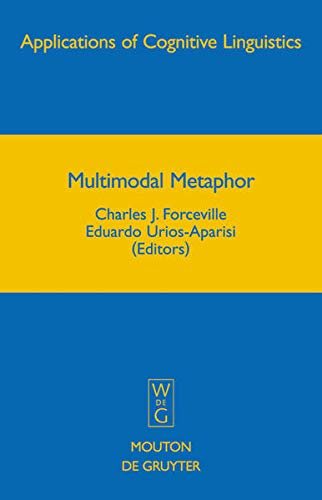 Applications of Cognitive Linguistics
Multimodal Metaphor
Charles J. Forceville
Eduardo Urios-Aparisi
(Editors)
W
DE
G
MOUTON
DE GRUYTER